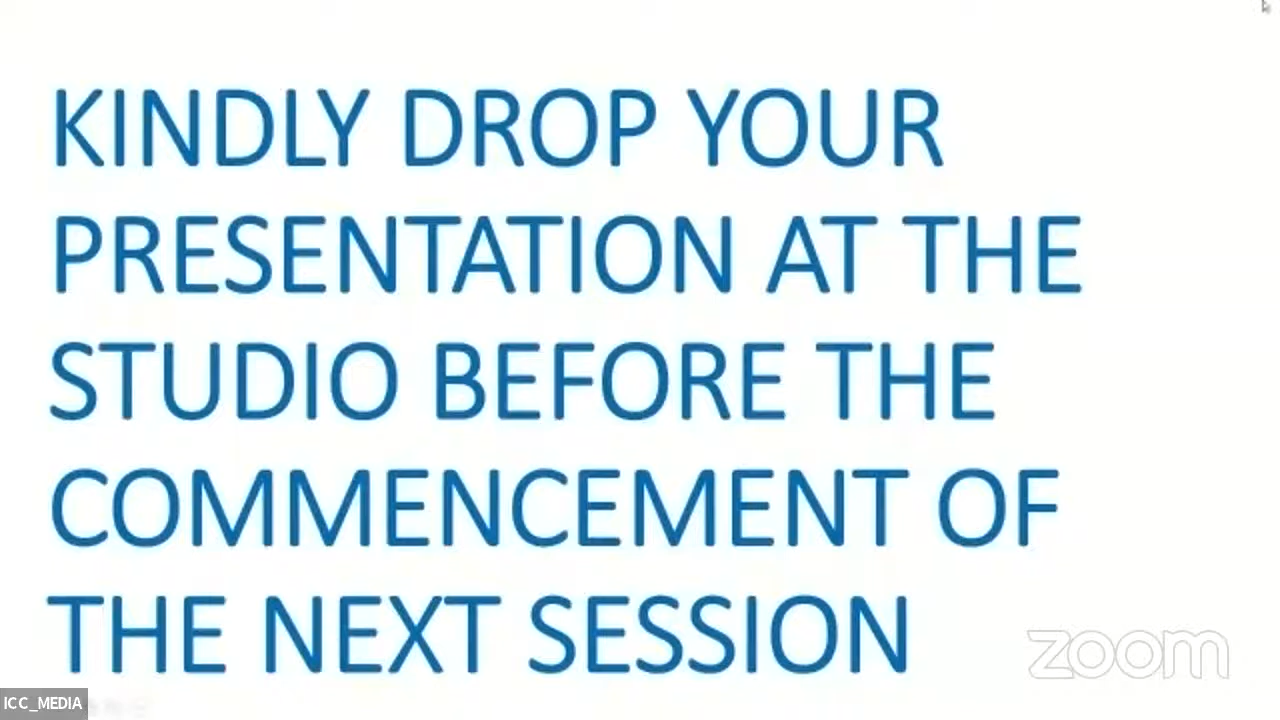 KINDLY DROP YOUR
PRESENTATION AT THE
STUDIO BEFORE THE
COMMENCEMENT OF
THE NEXT SESSION
zoom
ICC_MEDIA